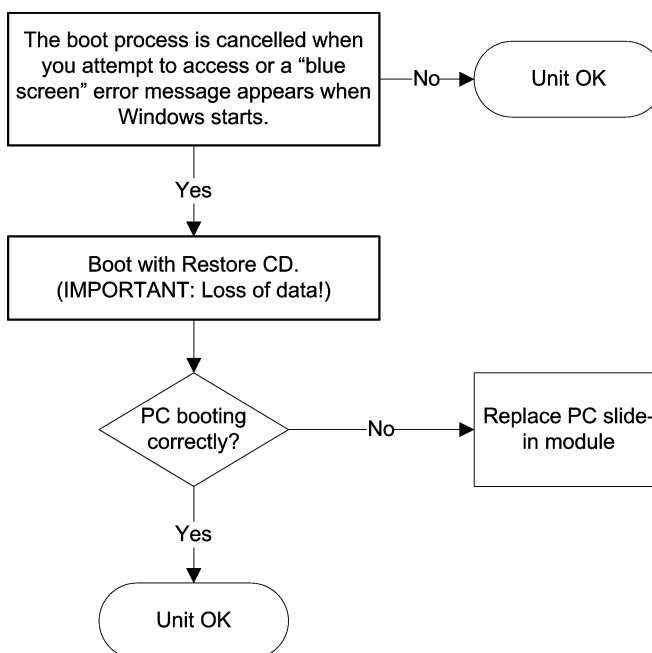 The boot process is cancelled when
you attempt to access or a “blue
screen” error message appears when
Windows starts.
No
Unit OK
Yes
Boot with Restore CD.
(IMPORTANT: Loss of data!)
PC booting
correctly?
No
Replace PC slide-
in module
Yes
Unit OK